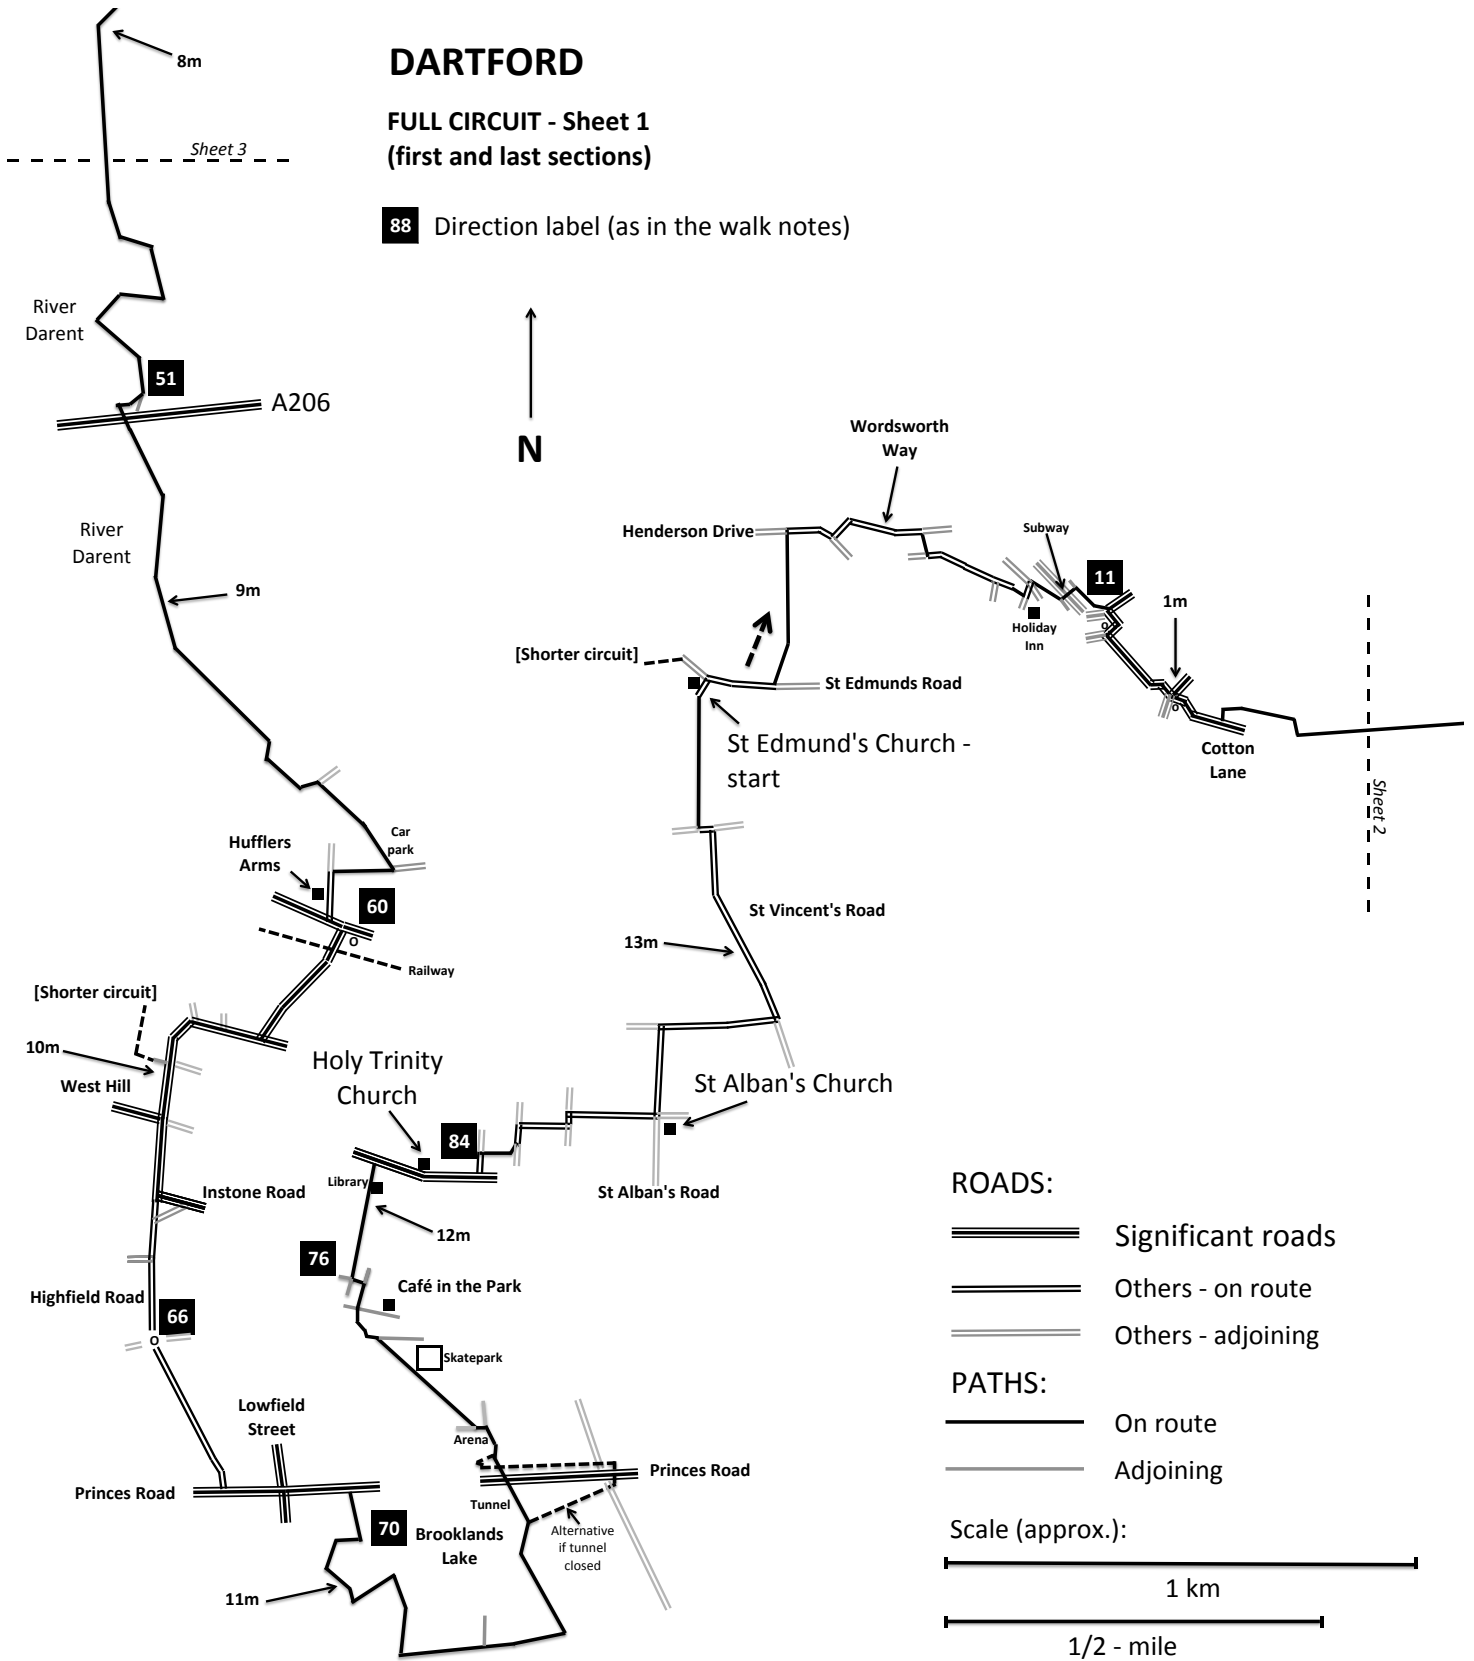 8m
DARTFORD
FULL CIRCUIT - Sheet 1
(first and last sections)
Sheet 3
88 Direction label (as in the walk notes)
River
Darent
51
A206
N
Wordsworth
Way
River
Darent
Henderson Drive
Subway
11
9m
1m
Holiday
Inn
[Shorter circuit]
St Edmunds Road
St Edmund's Church -
start
Cotton
Lane
Sheet 2
Car
park
Hufflers
Arms
60
St Vincent's Road
13m
Railway
[Shorter circuit]
10m
West Hill
Holy Trinity
Church
St Alban's Church
84
Library
Instone Road
St Alban's Road
12m
76
Café in the Park
Highfield Road
66
Skatepark
Lowfield
Street
Arena
Princes Road
Princes Road
Tunnel
70
Brooklands
Lake
Alternative
if tunnel
closed
11m
ROADS:
Significant roads
Others - on route
Others - adjoining
PATHS:
On route
Adjoining
Scale (approx.):
1 km
1/2 - mile